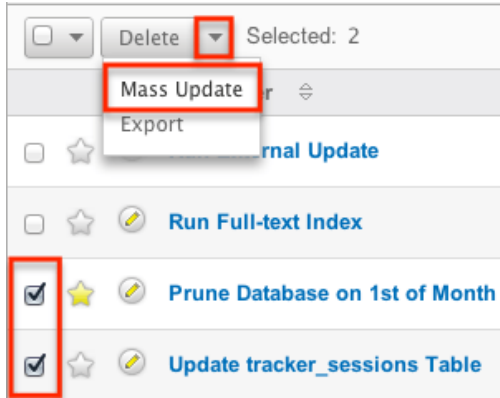 Delete Selected: 2
Mass Update
Export
Update
Run Full-text Index
Prune Database on 1st of Month
Update tracker_sessions Table